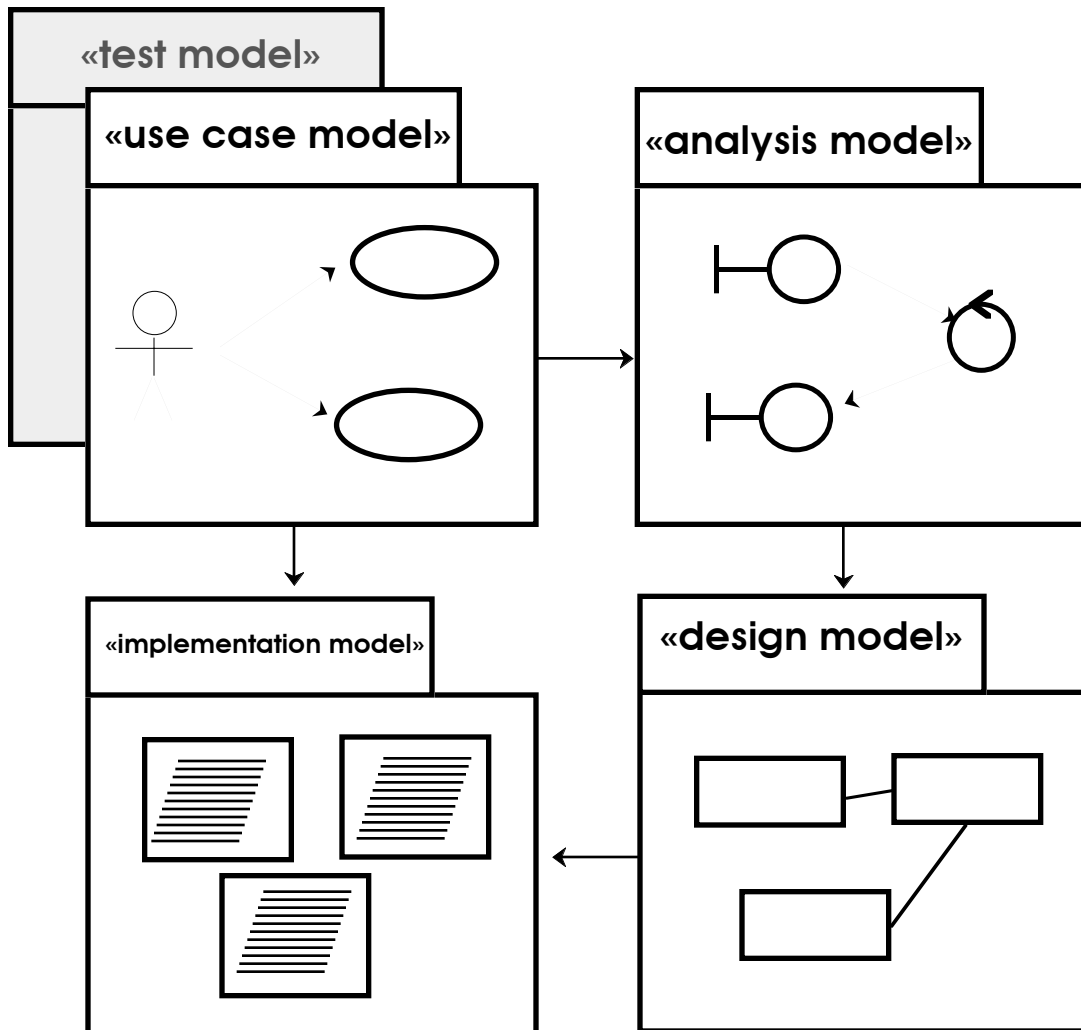 «test model»
«use case model»
«analysis model»
«implementation model»
«design model»